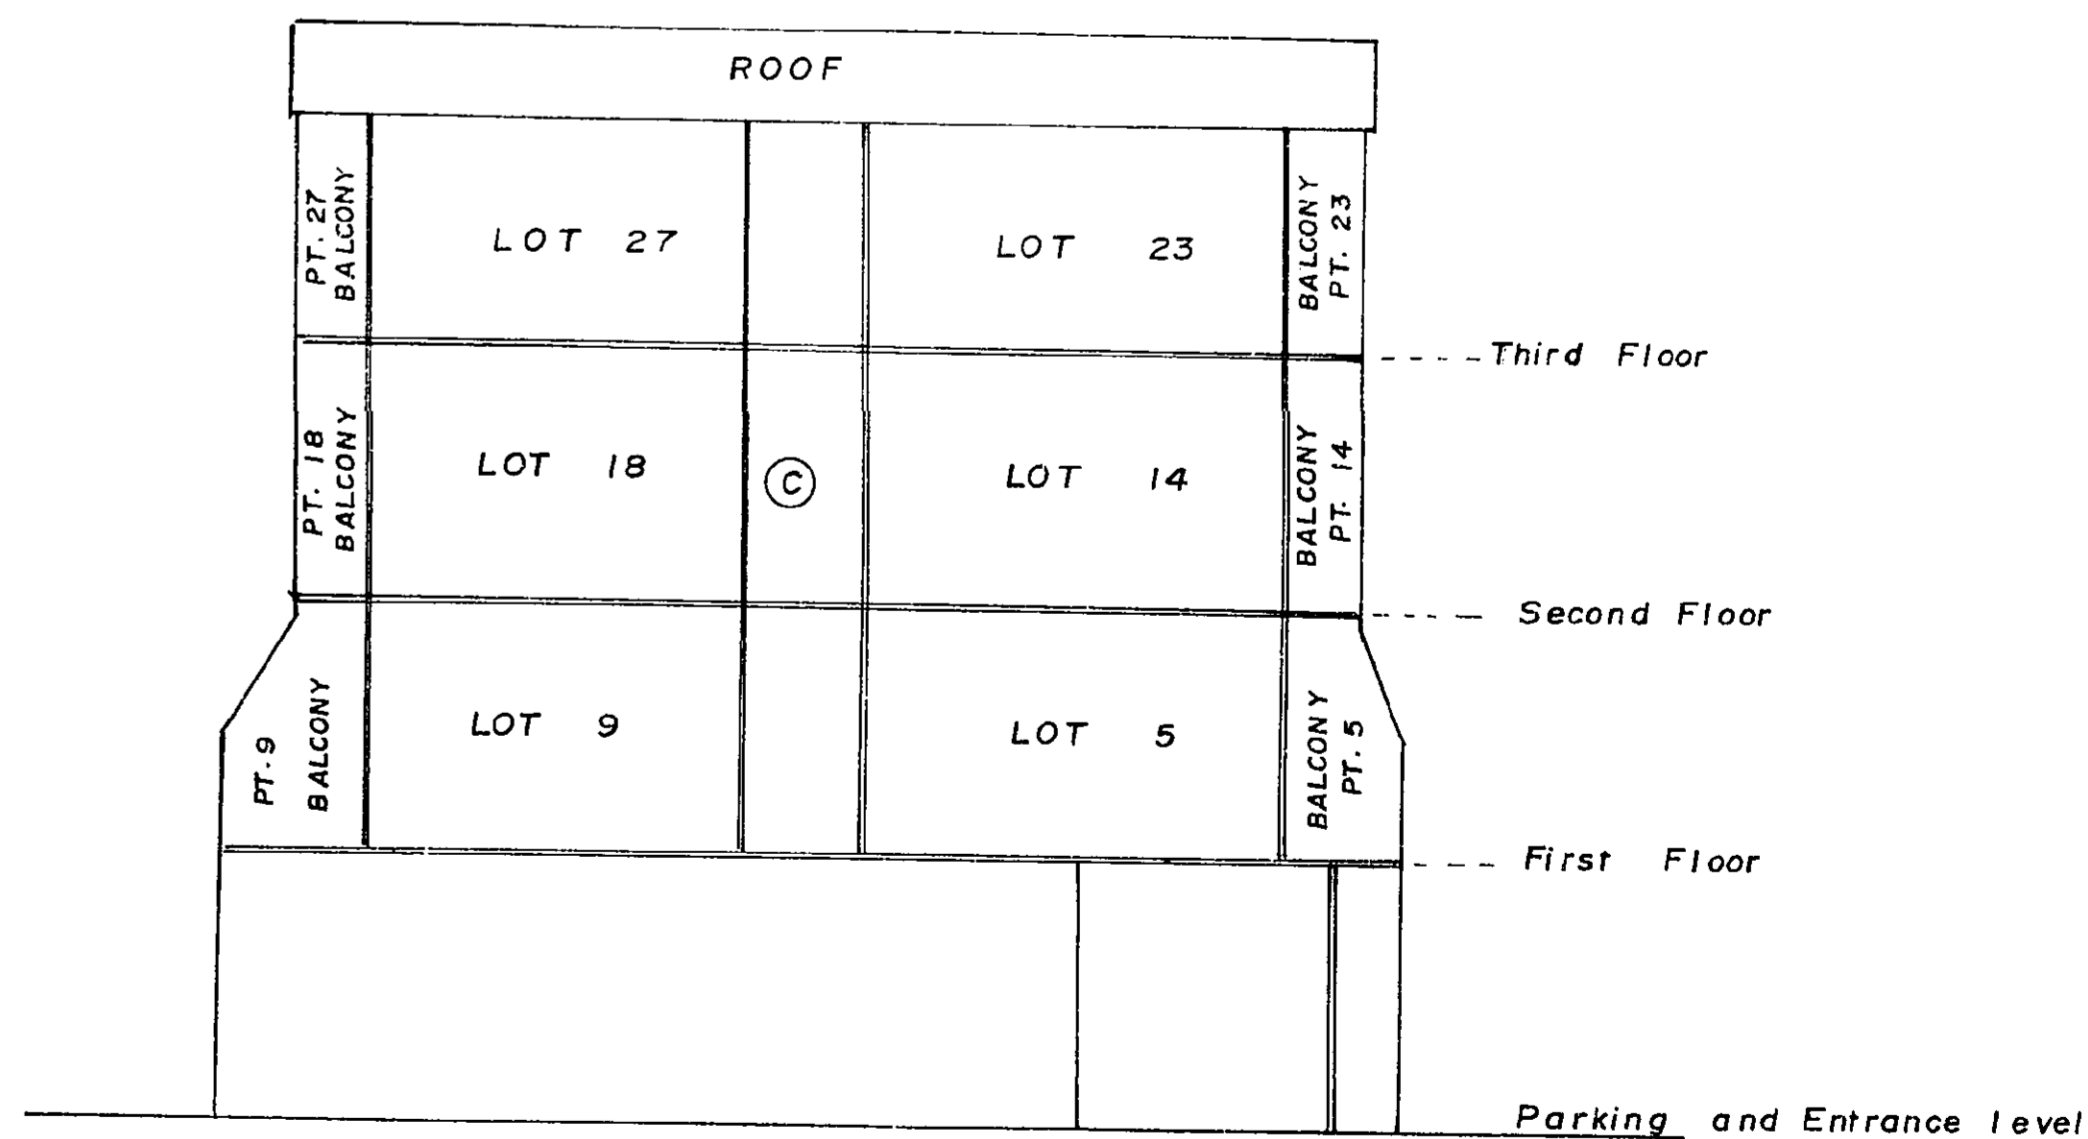 ROOF
PT. 27
BALCONY
LOT 27
LOT 23
BALCONY
PT. 23
Third Floor
PT. 18
BALCONY
LOT 18
C
LOT 14
BALCONY
PT. 14
Second Floor
PT. 9
BALCONY
LOT 9
LOT 5
BALCONY
PT. 5
First Floor
Parking and Entrance level